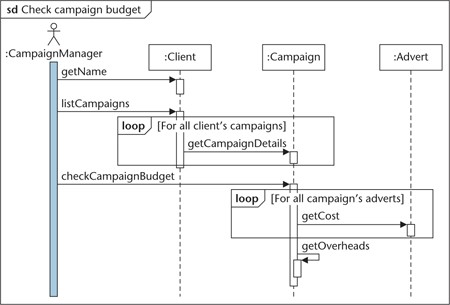 sd Check campaign budget
:CampaignManager
:Client
:Campaign
:Advert
getName
listCampaigns
loop [For all client's campaigns]
getCampaignDetails
checkCampaignBudget
loop [For all campaign's adverts]
getCost
getOverheads